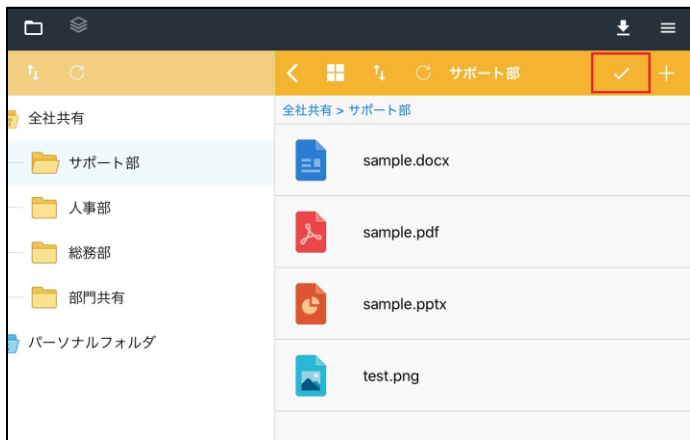 サポート部
全社共有
サポート部
人事部
総務部
部門共有
パーソナルフォルダ
全社共有 > サポート部
sample.docx
sample.pdf
sample.pptx
test.png